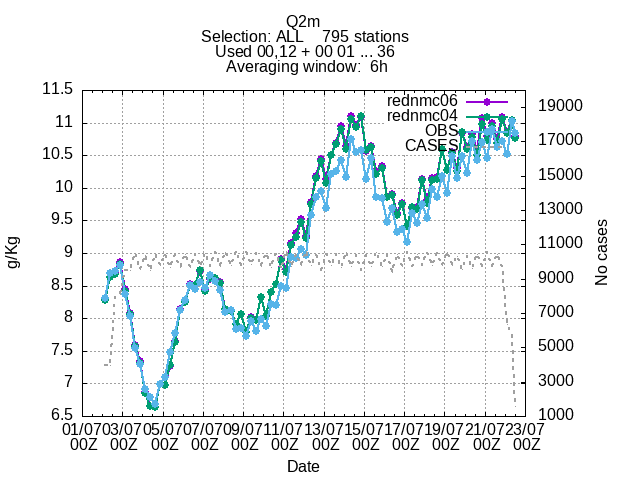 Q2m
Selection: ALL 795 stations
Used 00,12 + 00 01 ... 36
Averaging window: 6h
rednmc06
rednmc04
OBS
CASES
11.5
11
10.5
10
9.5
9
8.5
8
7.5
7
6.5
g/Kg
19000
17000
15000
13000
11000
9000
7000
5000
3000
1000
No cases
01/07 03/07 05/07 07/07 09/07 11/07 13/07 15/07 17/07 19/07 21/07 23/07
00Z 00Z 00Z 00Z 00Z 00Z 00Z 00Z 00Z 00Z 00Z 00Z
Date